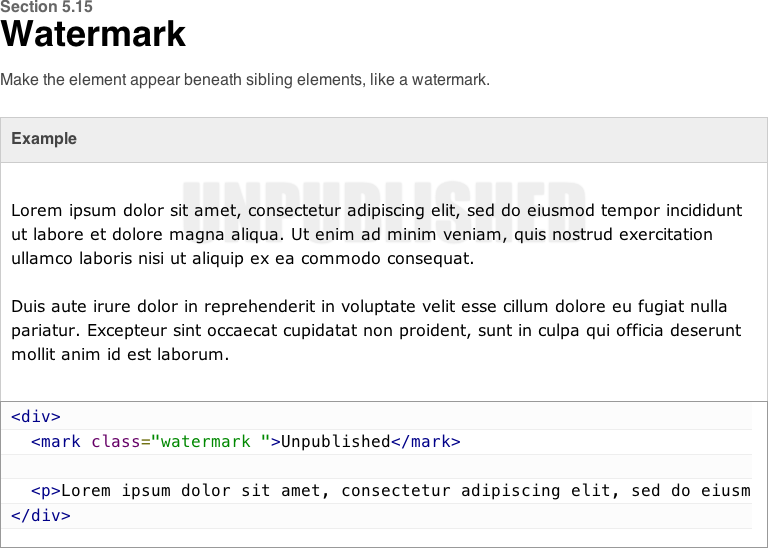 Section 5.15
Watermark
Make the element appear beneath sibling elements, like a watermark.
Example
UNPUBLISHED
Lorem ipsum dolor sit amet, consectetur adipiscing elit, sed do eiusmod tempor incididunt
ut labore et dolore magna aliqua. Ut enim ad minim veniam, quis nostrud exercitation
ullamco laboris nisi ut aliquip ex ea commodo consequat.
Duis aute irure dolor in reprehenderit in voluptate velit esse cillum dolore eu fugiat nulla
pariatur. Excepteur sint occaecat cupidatat non proident, sunt in culpa qui officia deserunt
mollit anim id est laborum.
<div>
<mark class="watermark ">Unpublished</mark>
<p>Lorem ipsum dolor sit amet, consectetur adipiscing elit, sed do eiusm
</div>